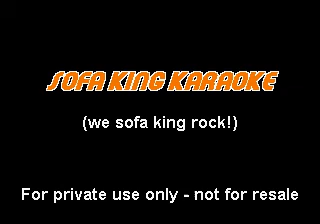 SOFA KING KARAOKE
(we sofa king rock!)
For private use only - not for resale